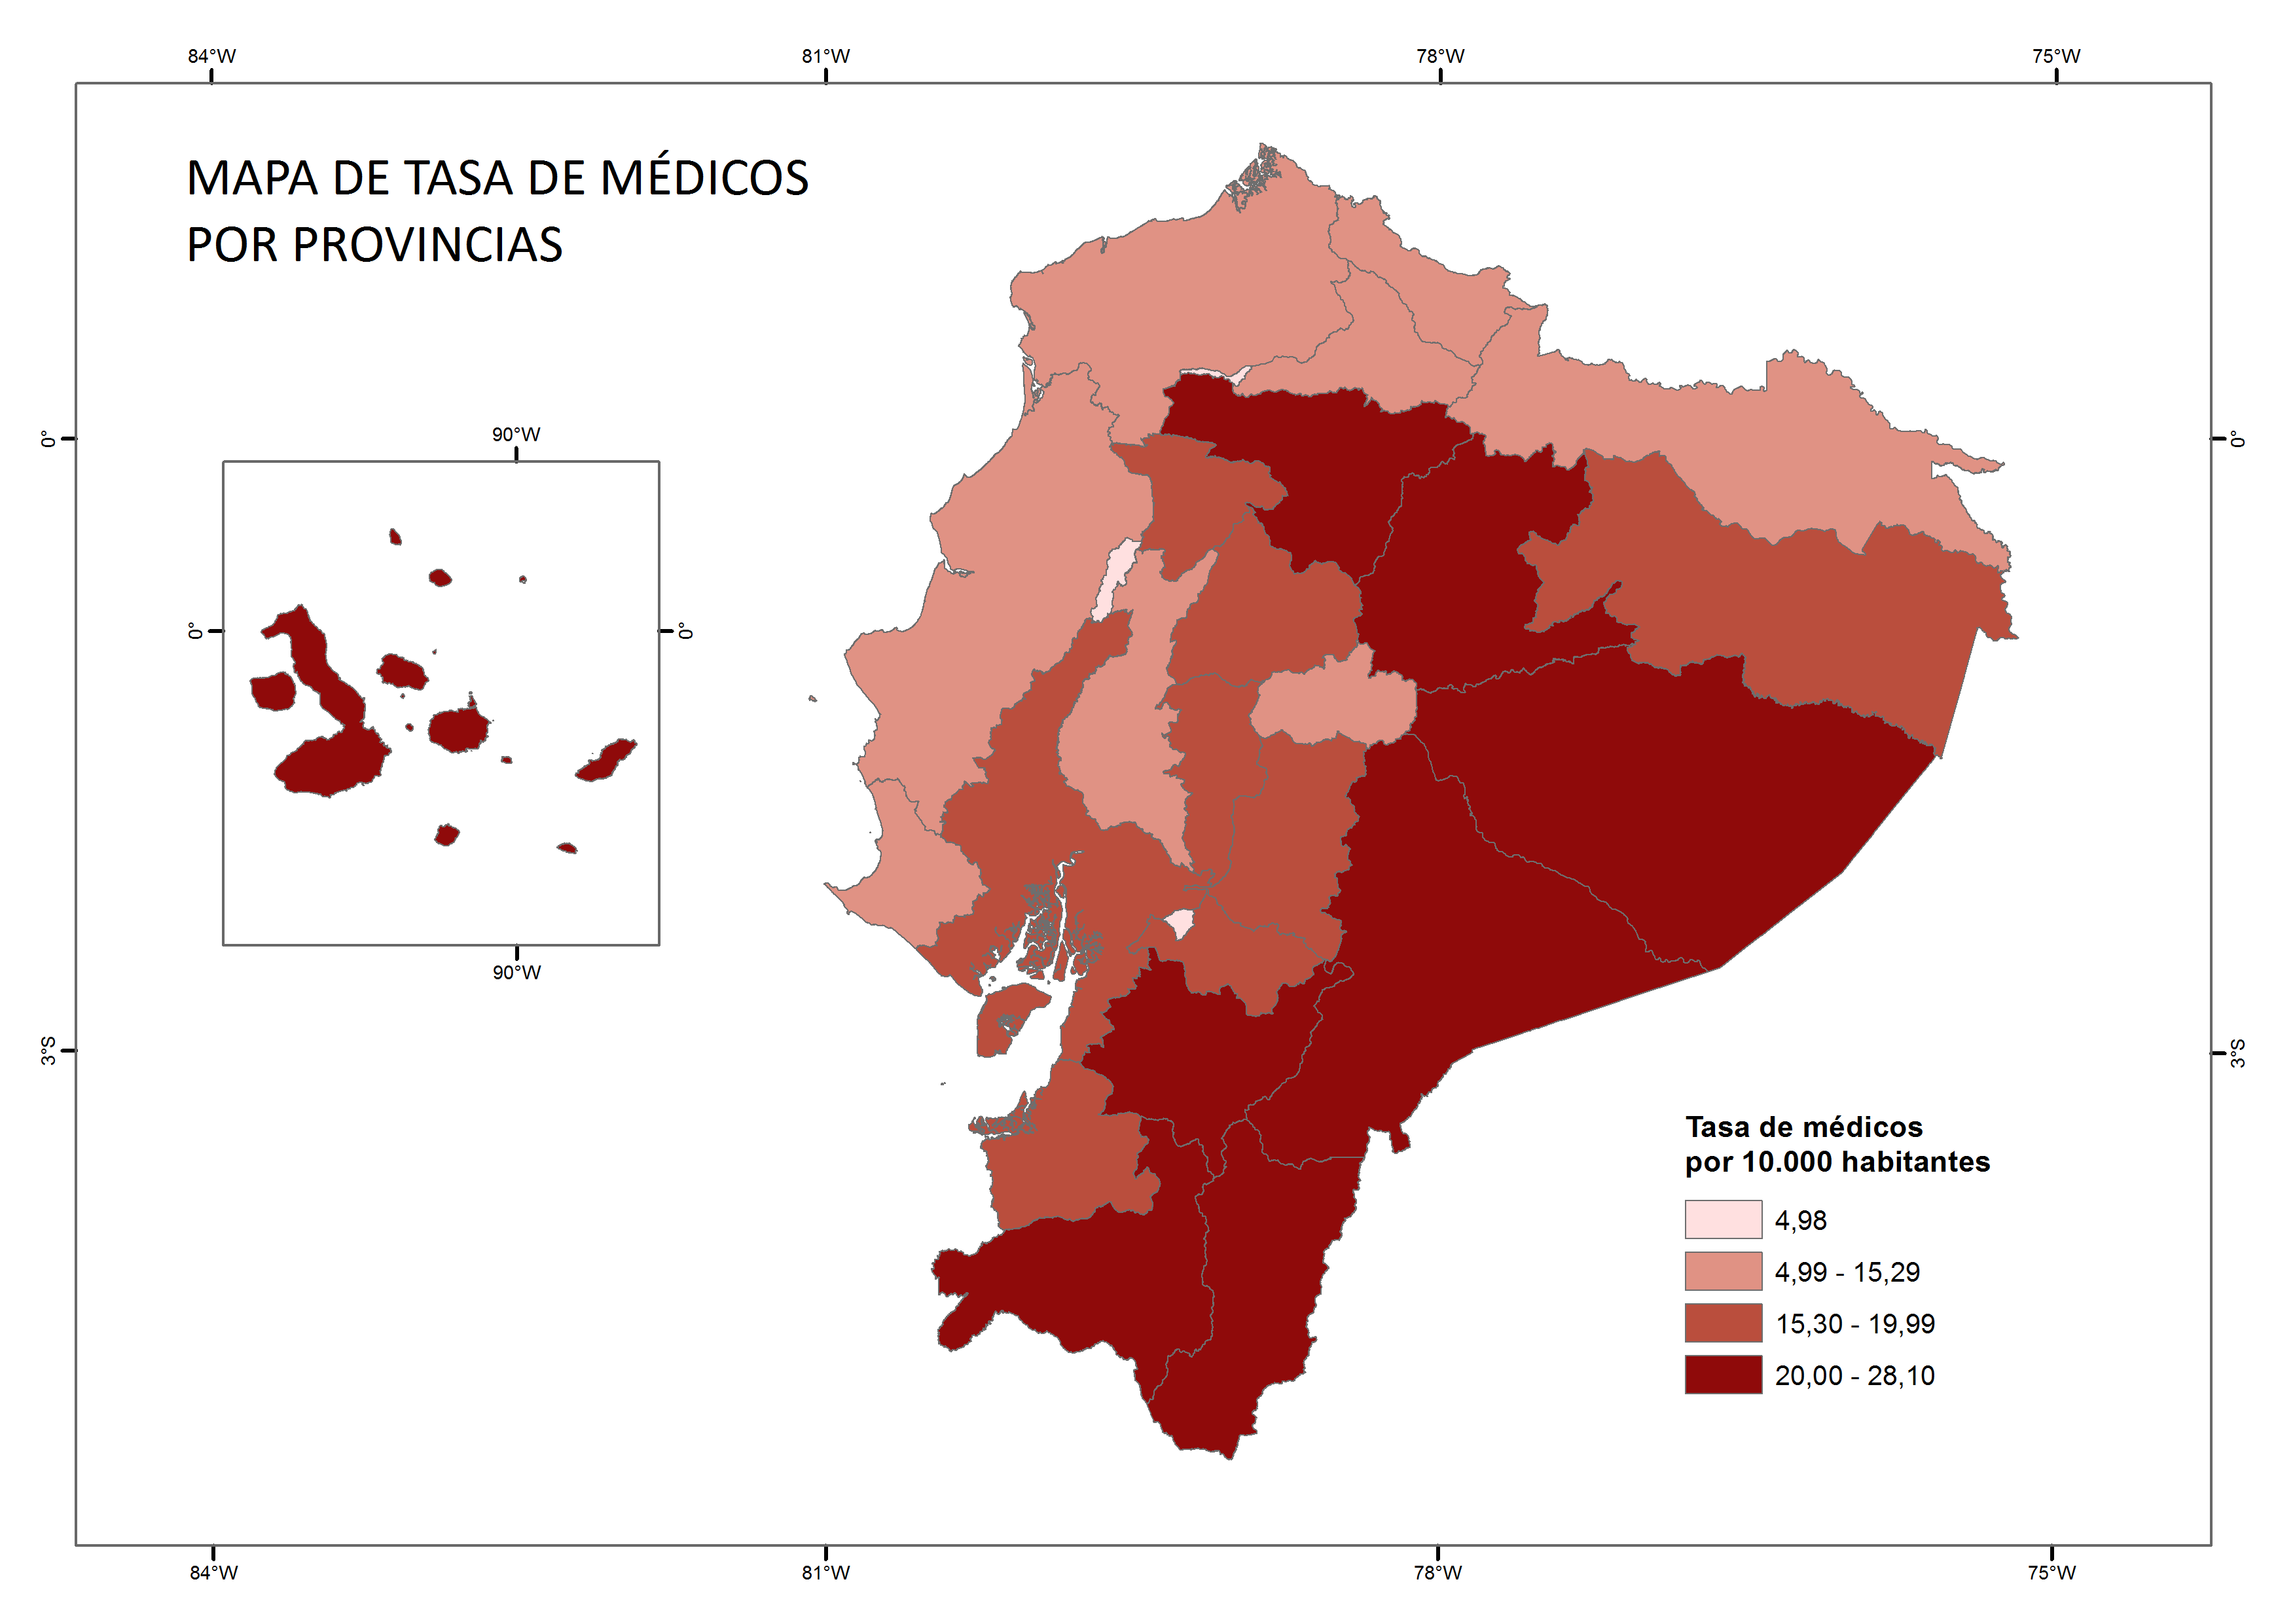 84°W
81°W
78°W
75°W
MAPA DE TASA DE MÉDICOS
POR PROVINCIAS
0°
0°
90°W
0°
0°
90°W
3°S
3°S
Tasa de médicos
por 10.000 habitantes
4,98
4,99 - 15,29
15,30 - 19,99
20,00 - 28,10
84°W
81°W
78°W
75°W